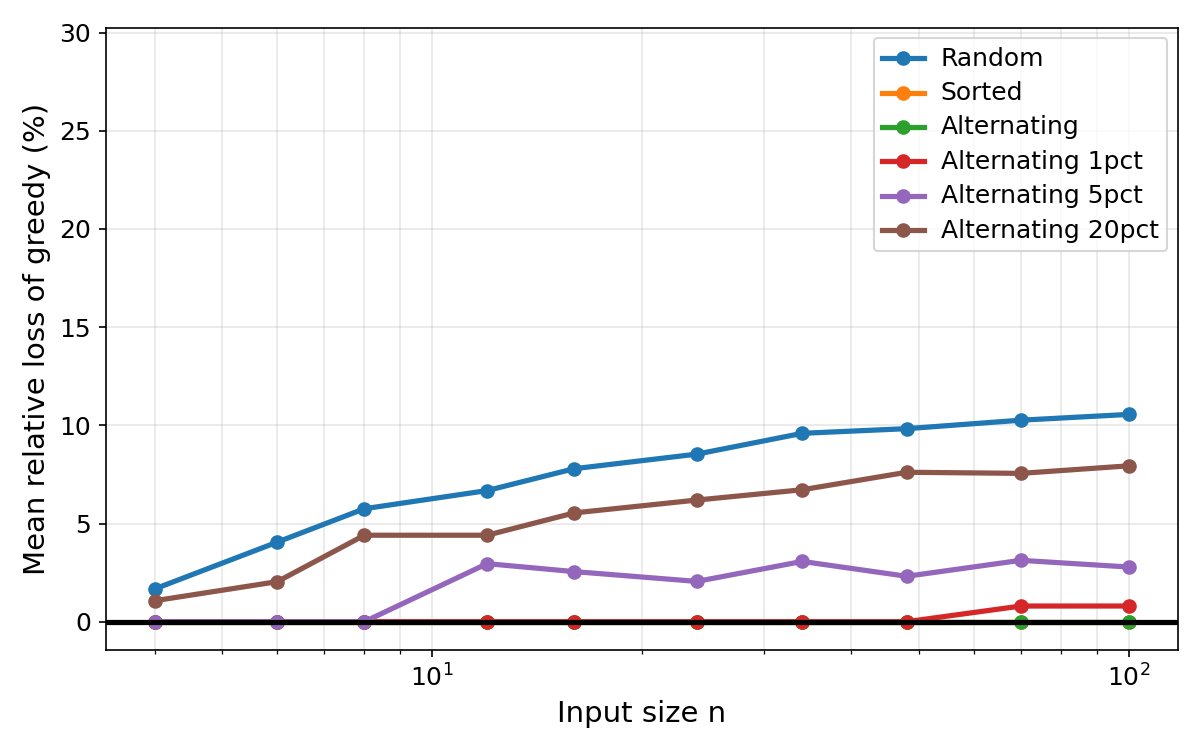 30
25
20
15
10
5
0
Mean relative loss of greedy (%)
Random
Sorted
Alternating
Alternating 1pct
Alternating 5pct
Alternating 20pct
10¹
10²
Input size n